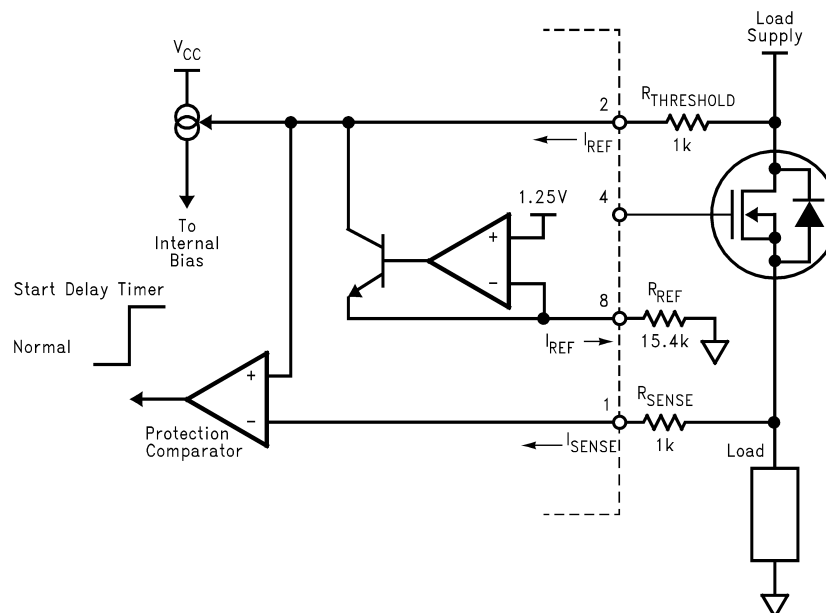 Load
Supply
V_CC
2
R_THRESHOLD
1k
I_REF
4
1.25V
To
Internal
Bias
+
−
Start Delay Timer
8
R_REF
15.4k
I_REF
Normal
+
−
1
R_SENSE
1k
I_SENSE
Protection
Comparator
Load